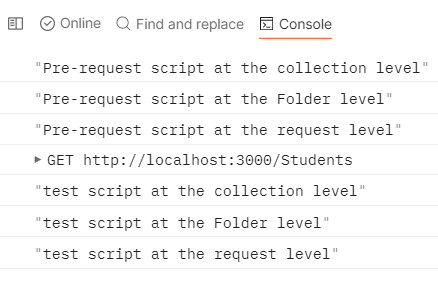 Online Find and replace Console
"Pre-request script at the collection level"
"Pre-request script at the Folder level"
"Pre-request script at the request level"
GET http://localhost:3000/Students
"test script at the collection level"
"test script at the Folder level"
"test script at the request level"